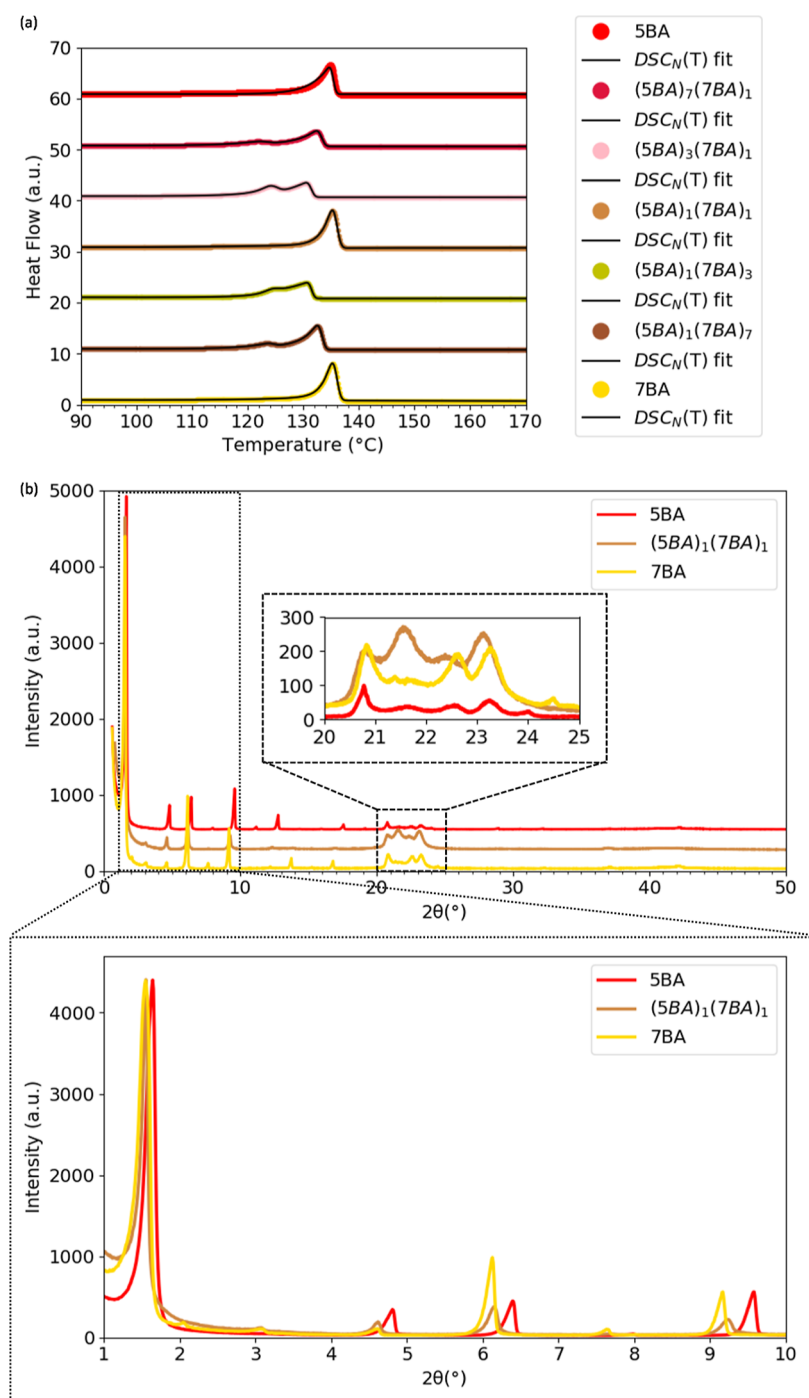 (a)
70
60
50
40
30
20
10
0
Heat Flow (a.u.)
90 100 110 120 130 140 150 160 170
Temperature (°C)
5BA
DSC_N(T) fit
(5BA)_7(7BA)_1
DSC_N(T) fit
(5BA)_3(7BA)_1
DSC_N(T) fit
(5BA)_1(7BA)_1
DSC_N(T) fit
(5BA)_1(7BA)_3
DSC_N(T) fit
(5BA)_1(7BA)_7
DSC_N(T) fit
7BA
DSC_N(T) fit
(b)
5000
4000
3000
2000
1000
0
Intensity (a.u.)
5BA
(5BA)_1(7BA)_1
7BA
300
200
100
0
20 21 22 23 24 25
0 10 20 30 40 50
2θ(°)
4000
3000
2000
1000
0
Intensity (a.u.)
5BA
(5BA)_1(7BA)_1
7BA
1 2 3 4 5 6 7 8 9 10
2θ(°)